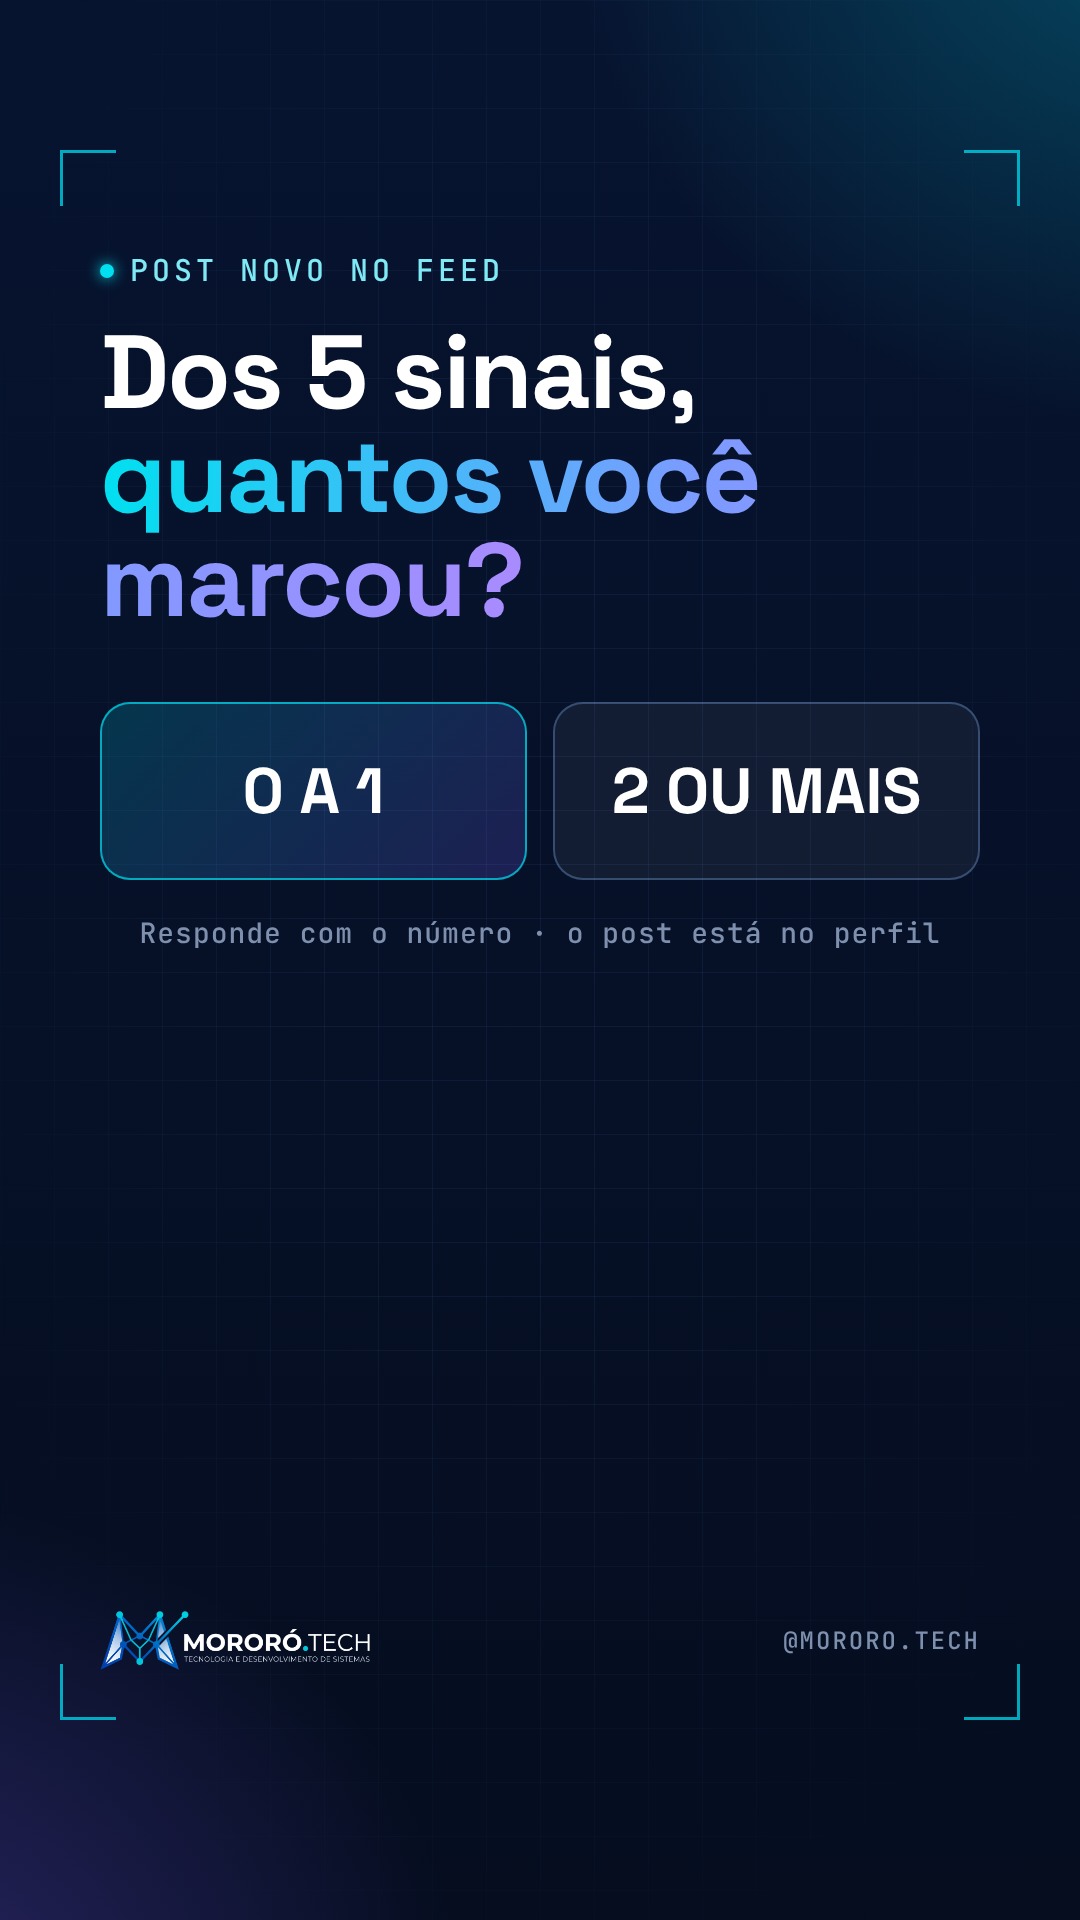 POST NOVO NO FEED
Dos 5 sinais,
quantos você
marcou?
0 A 1
2 OU MAIS
Responde com o número · o post está no perfil
MORORÓ.TECH
TECNOLOGIA E DESENVOLVIMENTO DE SISTEMAS
@MORORO.TECH